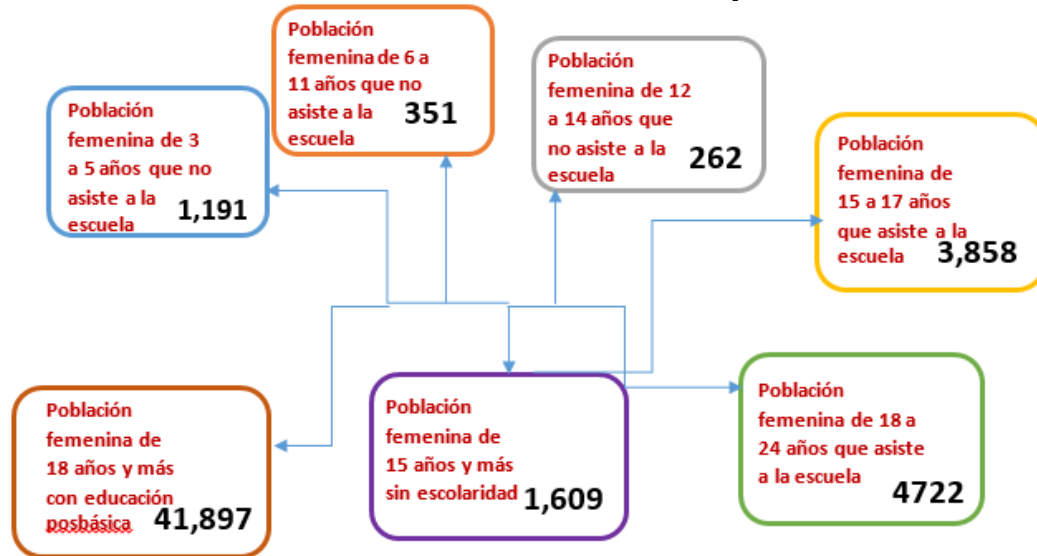 Población
femenina de 6 a
11 años que no
asiste a la
escuela
351
Población
femenina de 12
a 14 años que
no asiste a la
escuela
262
Población
femenina de 3
a 5 años que no
asiste a la
escuela
1,191
Población
femenina de
15 a 17 años
que asiste a la
escuela
3,858
Población
femenina de
18 años y más
con educación
posbásica
41,897
Población
femenina de
15 años y más
sin escolaridad
1,609
Población
femenina de 18 a
24 años que asiste
a la escuela
4722